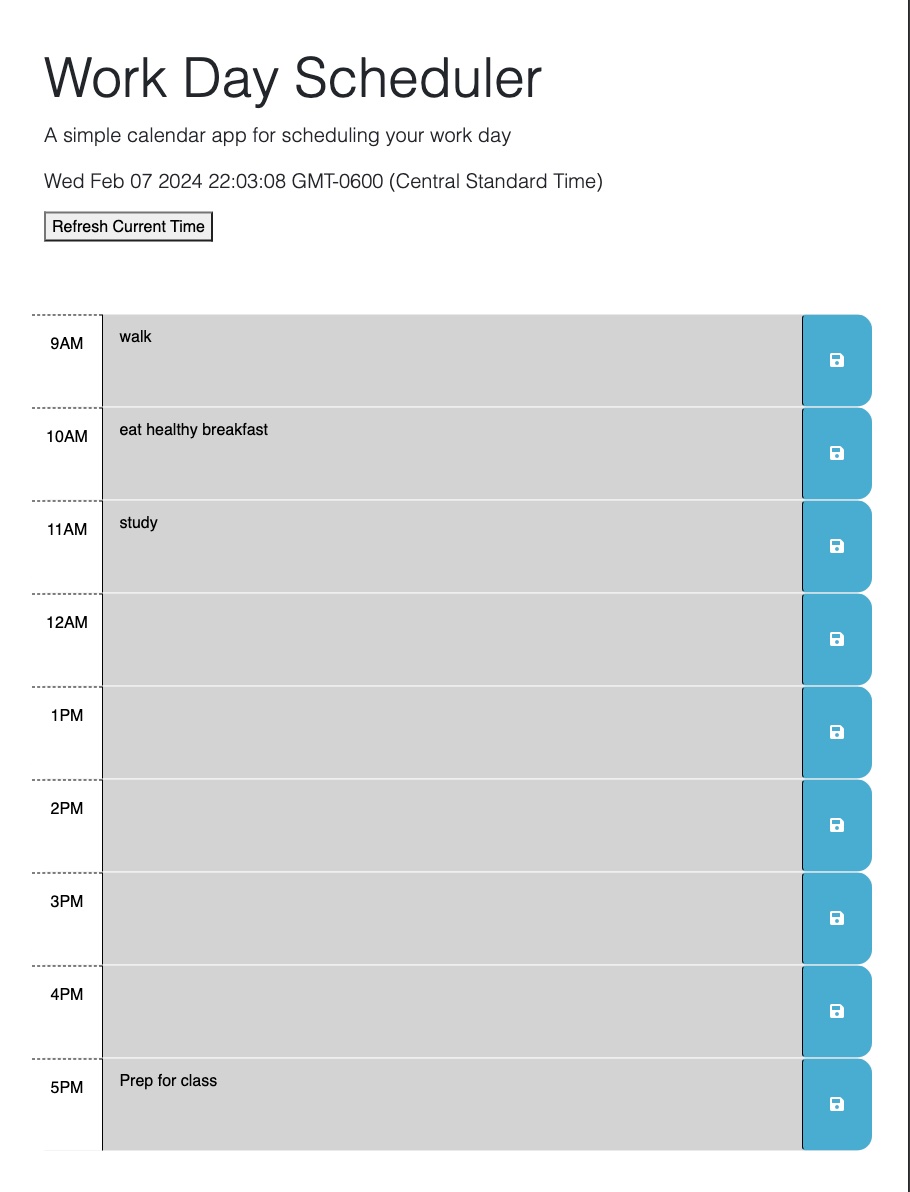 Work Day Scheduler
A simple calendar app for scheduling your work day
Wed Feb 07 2024 22:03:08 GMT-0600 (Central Standard Time)
Refresh Current Time
9AM walk
10AM eat healthy breakfast
11AM study
12AM
1PM
2PM
3PM
4PM
5PM Prep for class